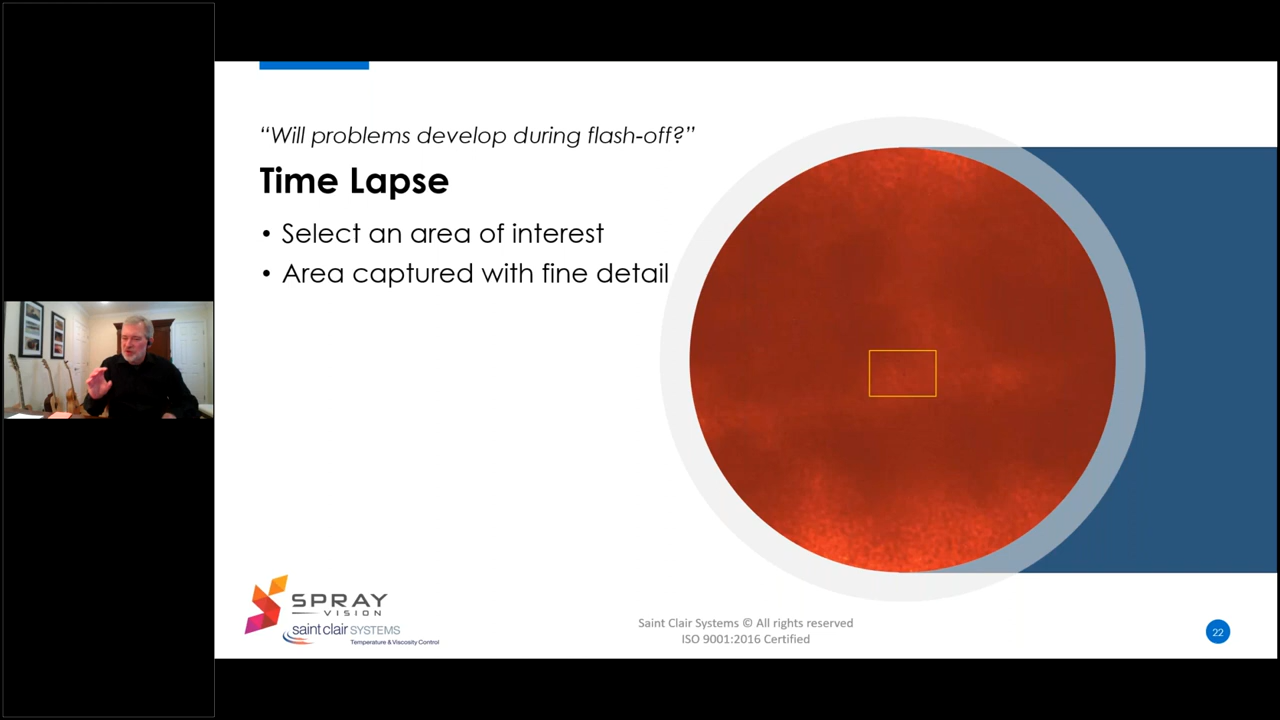 “Will problems develop during flash-off?”
Time Lapse
• Select an area of interest
• Area captured with fine detail
SPRAY
VISION
saint clair SYSTEMS
Temperature & Viscosity Control
Saint Clair Systems © All rights reserved
ISO 9001:2016 Certified
22